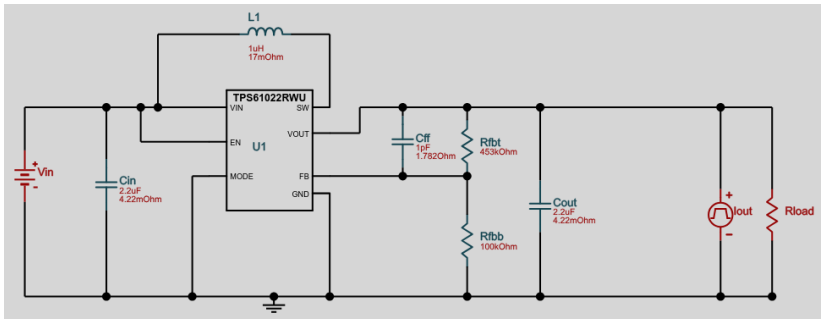 L1
1uH
17mOhm
TPS61022RWU
VIN
SW
VOUT
EN
U1
MODE
FB
GND
+
Vin
-
Cin
2.2uF
4.22mOhm
Cff
1pF
1.782Ohm
Rfbt
453kOhm
Rfbb
100kOhm
Cout
2.2uF
4.22mOhm
+
Iout
-
Rload